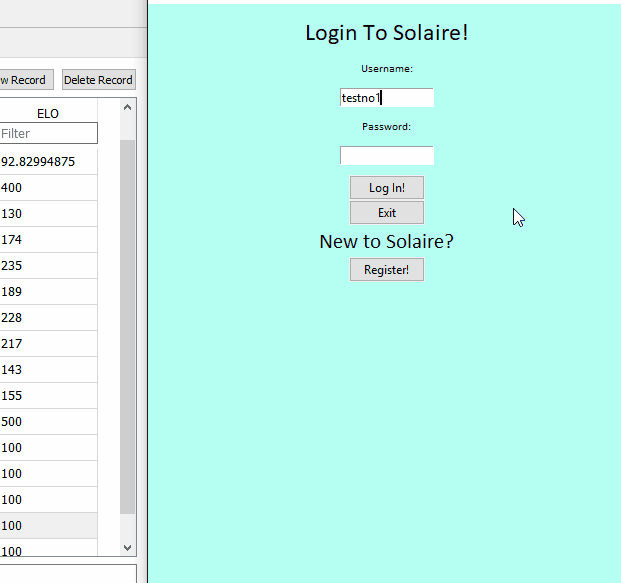 w Record
Delete Record
ELO
Filter
92.82994875
400
130
174
235
189
228
217
143
155
500
100
100
100
100
100
Login To Solaire!
Username:
testno1
Password:
Log In!
Exit
New to Solaire?
Register!